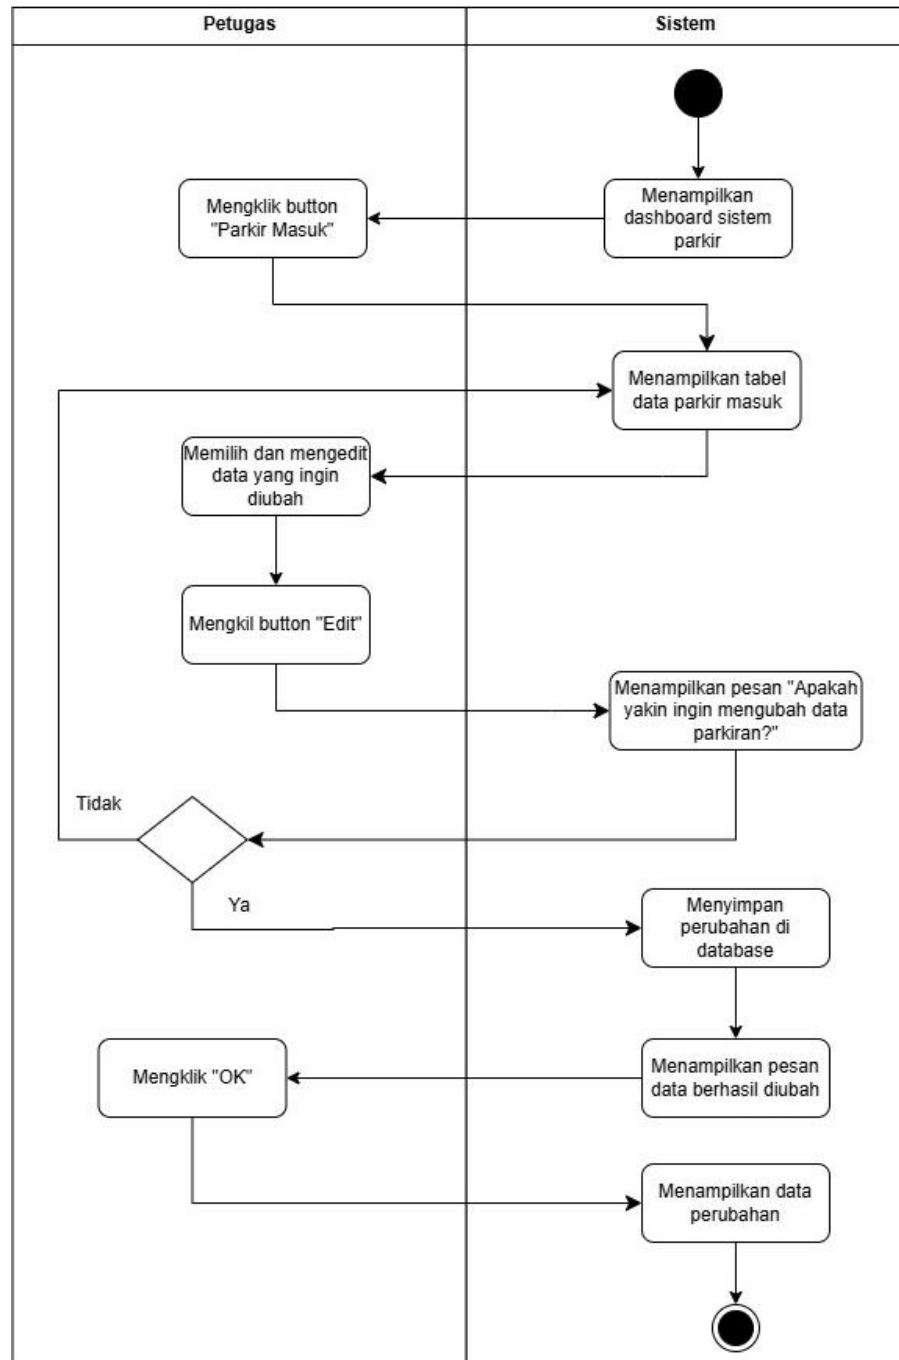 Petugas
Sistem
Menampilkan
dashboard sistem
parkir
Mengklik button
"Parkir Masuk"
Menampilkan tabel
data parkir masuk
Memilih dan mengedit
data yang ingin
diubah
Mengkil button "Edit"
Menampilkan pesan "Apakah
yakin ingin mengubah data
parkiran?"
Tidak
Ya
Menyimpan
perubahan di
database
Menampilkan pesan
data berhasil diubah
Mengklik "OK"
Menampilkan data
perubahan